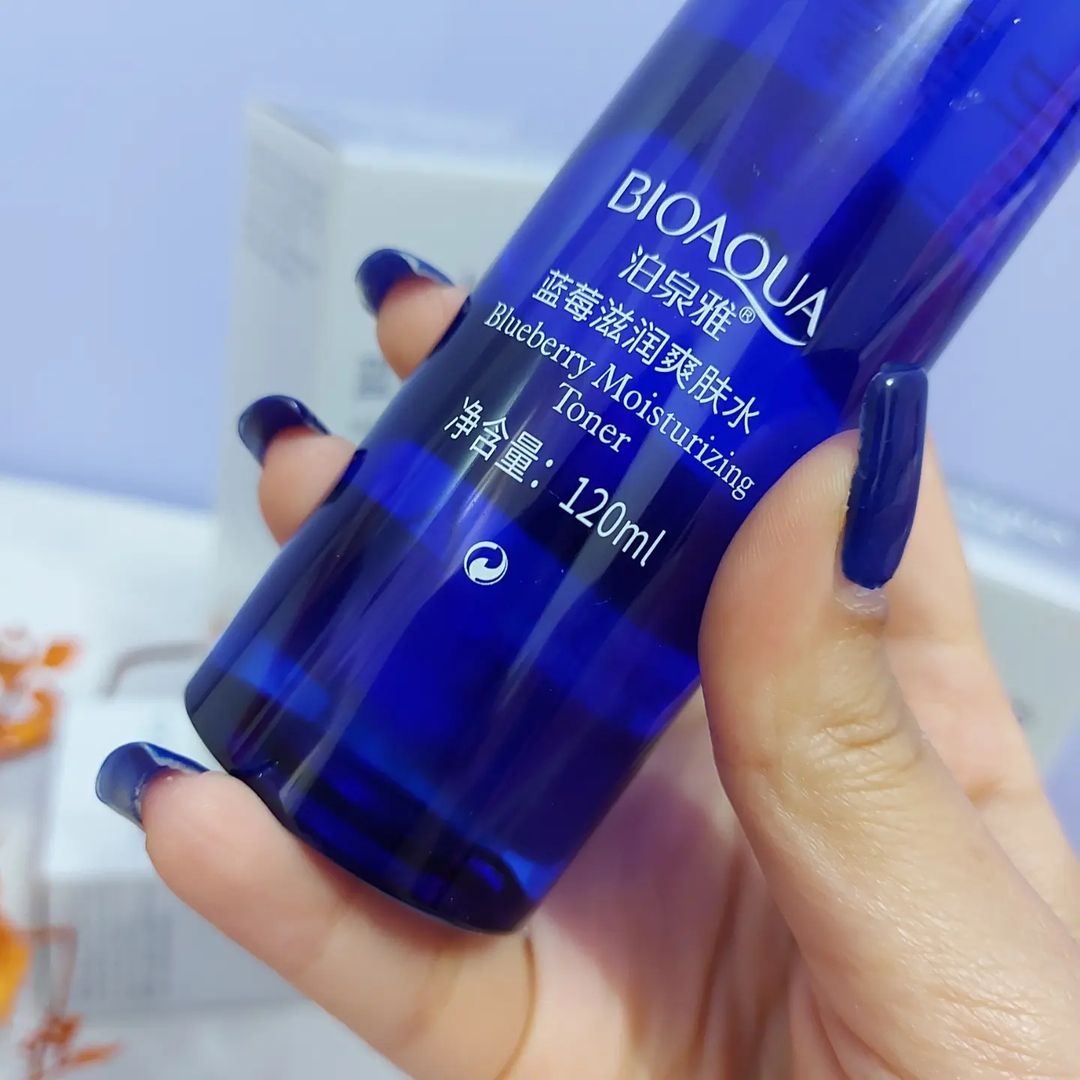 BIOAQUA
泊泉雅®
蓝莓滋润爽肤水
Blueberry Moisturizing
Toner
净含量：120ml